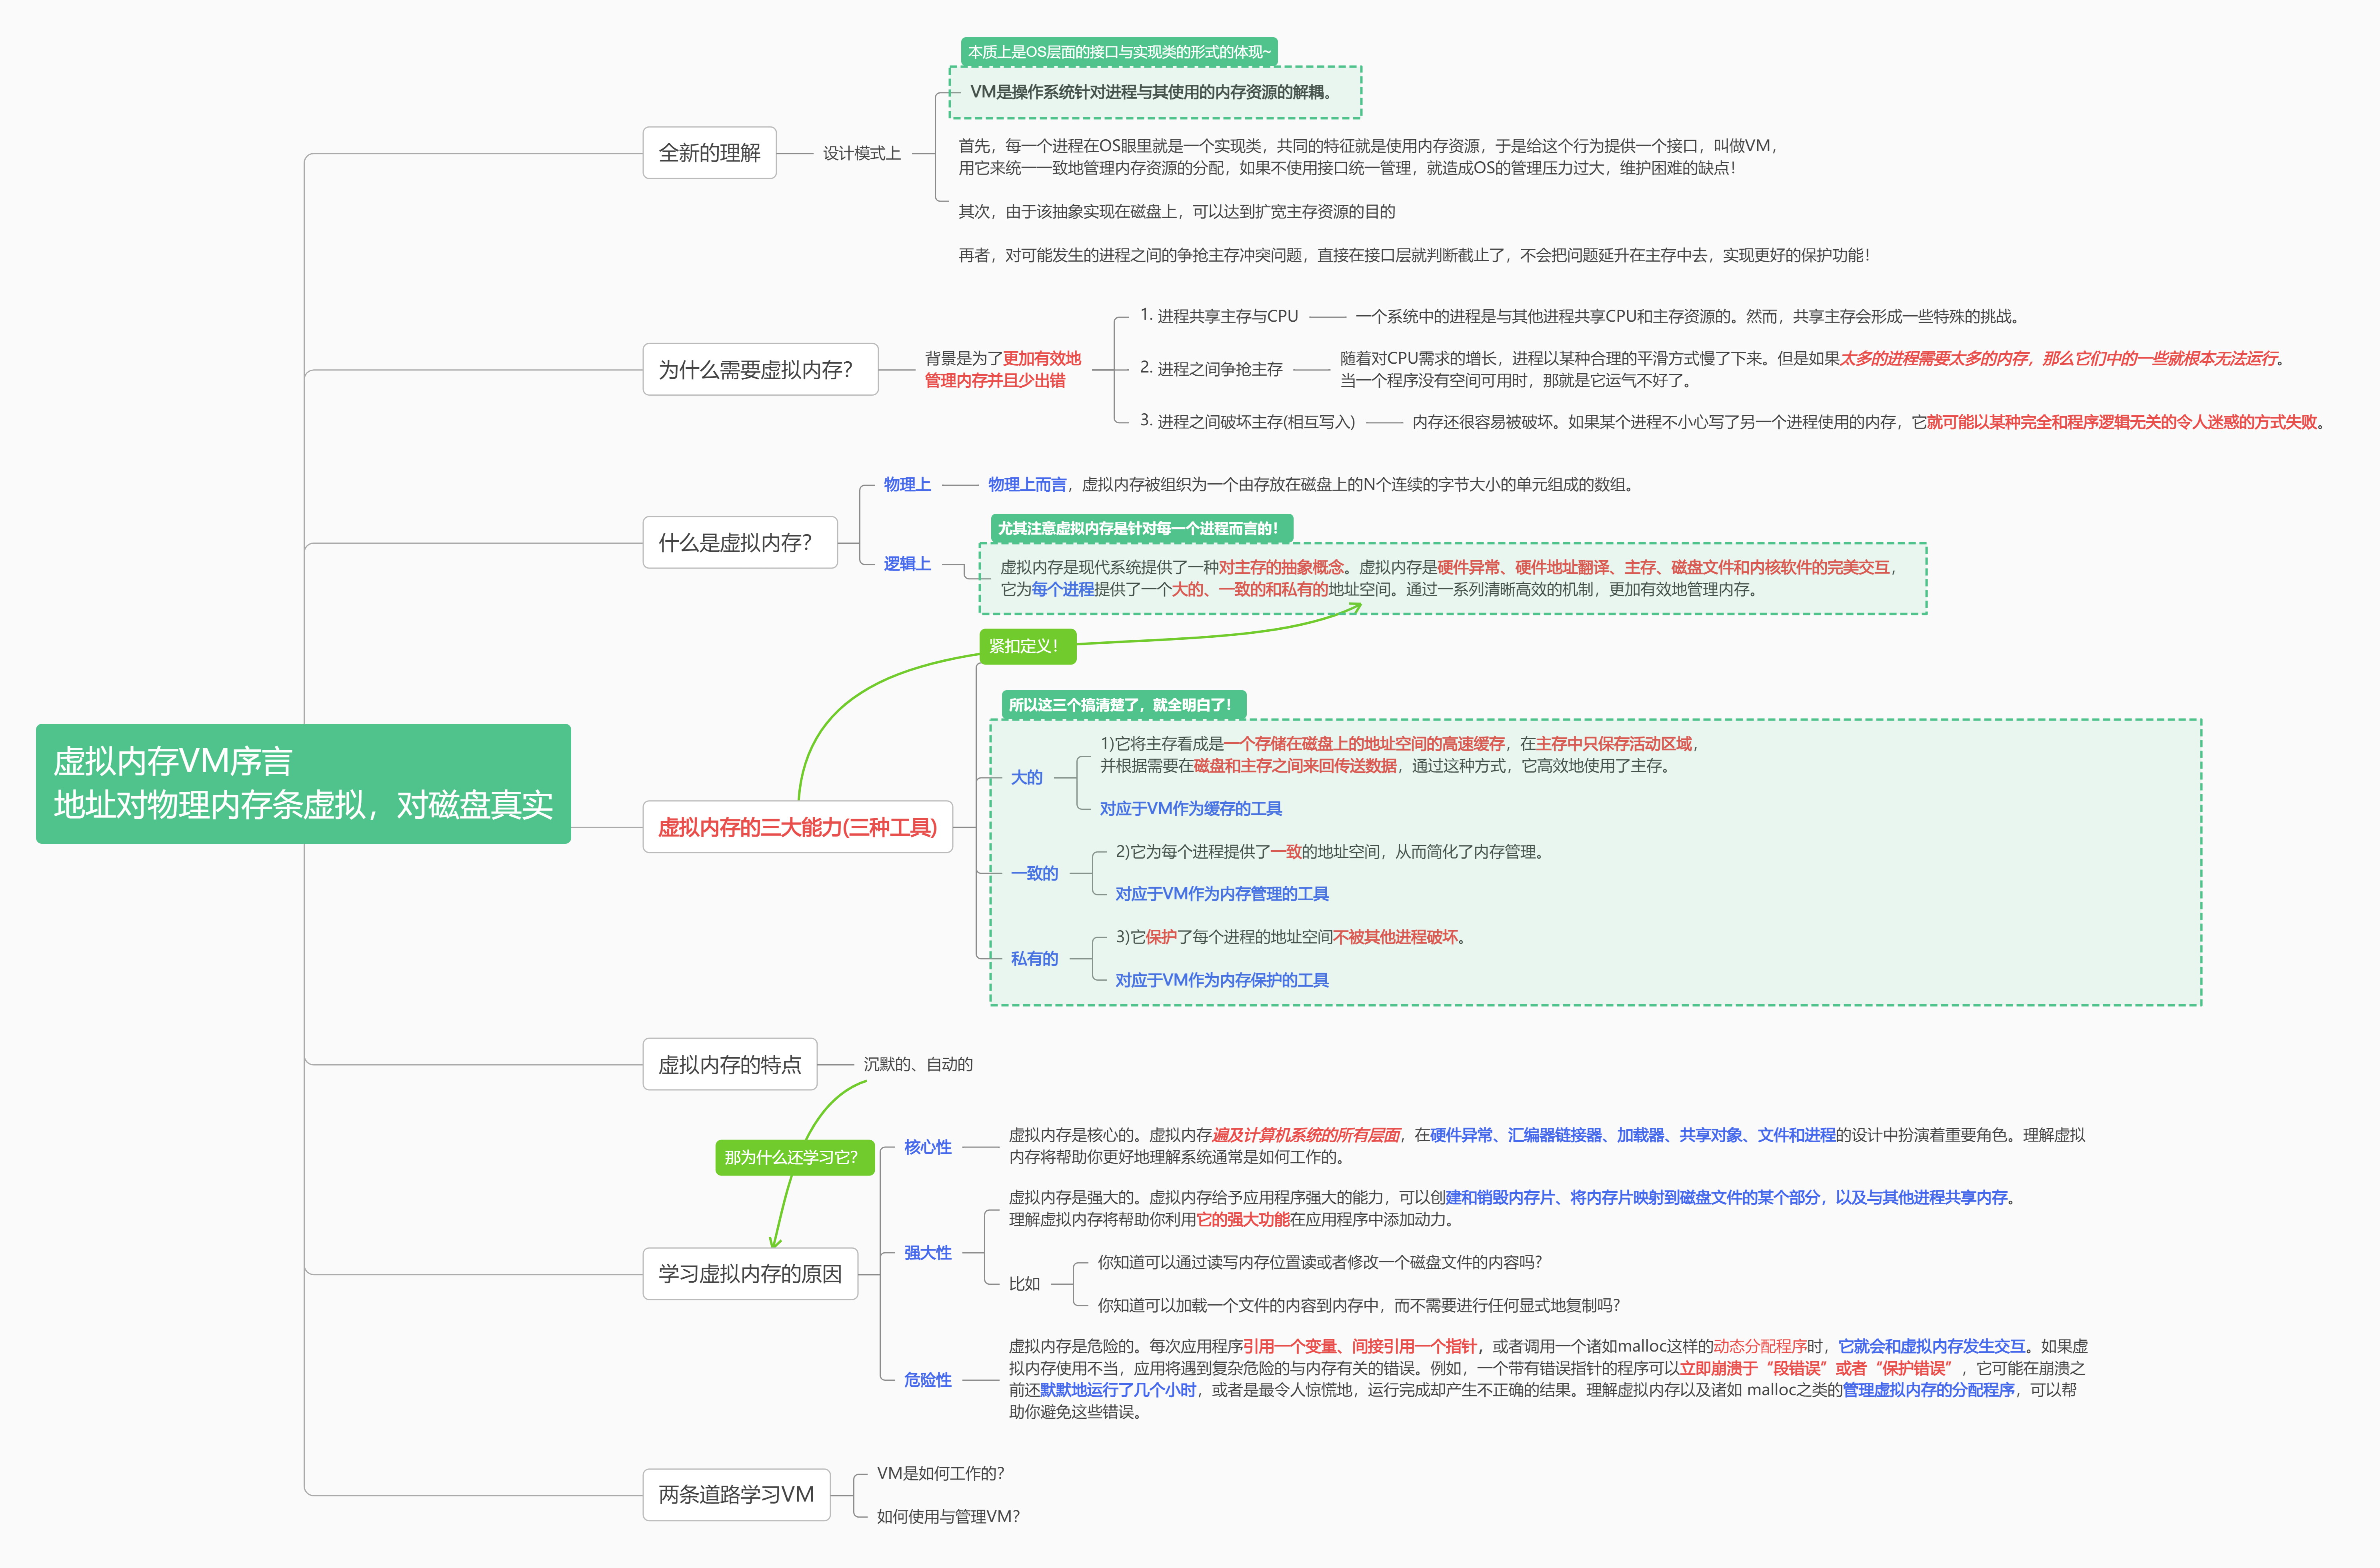 虚拟内存VM序言
地址对物理内存条虚拟，对磁盘真实
全新的理解
设计模式上
本质上是OS层面的接口与实现类的形式的体现~
VM是操作系统针对进程与其使用的内存资源的解耦。
首先，每一个进程在OS眼里就是一个实现类，共同的特征就是使用内存资源，于是给这个行为提供一个接口，叫做VM，
用它来统一一致地管理内存资源的分配，如果不使用接口统一管理，就造成OS的管理压力过大，维护困难的缺点！
其次，由于该抽象实现在磁盘上，可以达到扩宽主存资源的目的
再者，对可能发生的进程之间的争抢主存冲突问题，直接在接口层就判断截止了，不会把问题延升在主存中去，实现更好的保护功能！
为什么需要虚拟内存？
背景是为了更加有效地
管理内存并且少出错
1. 进程共享主存与CPU
一个系统中的进程是与其他进程共享CPU和主存资源的。然而，共享主存会形成一些特殊的挑战。
2. 进程之间争抢主存
随着对CPU需求的增长，进程以某种合理的平滑方式慢了下来。但是如果太多的进程需要太多的内存，那么它们中的一些就根本无法运行。
当一个程序没有空间可用时，那就是它运气不好了。
3. 进程之间破坏主存(相互写入)
内存还很容易被破坏。如果某个进程不小心写了另一个进程使用的内存，它就可能以某种完全和程序逻辑无关的令人迷惑的方式失败。
什么是虚拟内存？
物理上
物理上而言，虚拟内存被组织为一个由存放在磁盘上的N个连续的字节大小的单元组成的数组。
逻辑上
尤其注意虚拟内存是针对每一个进程而言的！
虚拟内存是现代系统提供了一种对主存的抽象概念。虚拟内存是硬件异常、硬件地址翻译、主存、磁盘文件和内核软件的完美交互，
它为每个进程提供了一个大的、一致的和私有的地址空间。通过一系列清晰高效的机制，更加有效地管理内存。
紧扣定义！
虚拟内存的三大能力(三种工具)
所以这三个搞清楚了，就全明白了！
大的
1)它将主存看成是一个存储在磁盘上的地址空间的高速缓存，在主存中只保存活动区域，
并根据需要在磁盘和主存之间来回传送数据，通过这种方式，它高效地使用了主存。
对应于VM作为缓存的工具
一致的
2)它为每个进程提供了一致的地址空间，从而简化了内存管理。
对应于VM作为内存管理的工具
私有的
3)它保护了每个进程的地址空间不被其他进程破坏。
对应于VM作为内存保护的工具
虚拟内存的特点
沉默的、自动的
那为什么还学习它？
学习虚拟内存的原因
核心性
虚拟内存是核心的。虚拟内存遍及计算机系统的所有层面，在硬件异常、汇编器链接器、加载器、共享对象、文件和进程的设计中扮演着重要角色。理解虚拟
内存将帮助你更好地理解系统通常是如何工作的。
强大性
虚拟内存是强大的。虚拟内存给予应用程序强大的能力，可以创建和销毁内存片、将内存片映射到磁盘文件的某个部分，以及与其他进程共享内存。
理解虚拟内存将帮助你利用它的强大功能在应用程序中添加动力。
比如
你知道可以通过读写内存位置读或者修改一个磁盘文件的内容吗？
你知道可以加载一个文件的内容到内存中，而不需要进行任何显式地复制吗？
危险性
虚拟内存是危险的。每次应用程序引用一个变量、间接引用一个指针，或者调用一个诸如malloc这样的动态分配程序时，它就会和虚拟内存发生交互。如果虚
拟内存使用不当，应用将遇到复杂危险的与内存有关的错误。例如，一个带有错误指针的程序可以立即崩溃于“段错误”或者“保护错误”，它可能在崩溃之
前还默默地运行了几个小时，或者是最令人惊慌地，运行完成却产生不正确的结果。理解虚拟内存以及诸如 malloc之类的管理虚拟内存的分配程序，可以帮
助你避免这些错误。
两条道路学习VM
VM是如何工作的？
如何使用与管理VM？